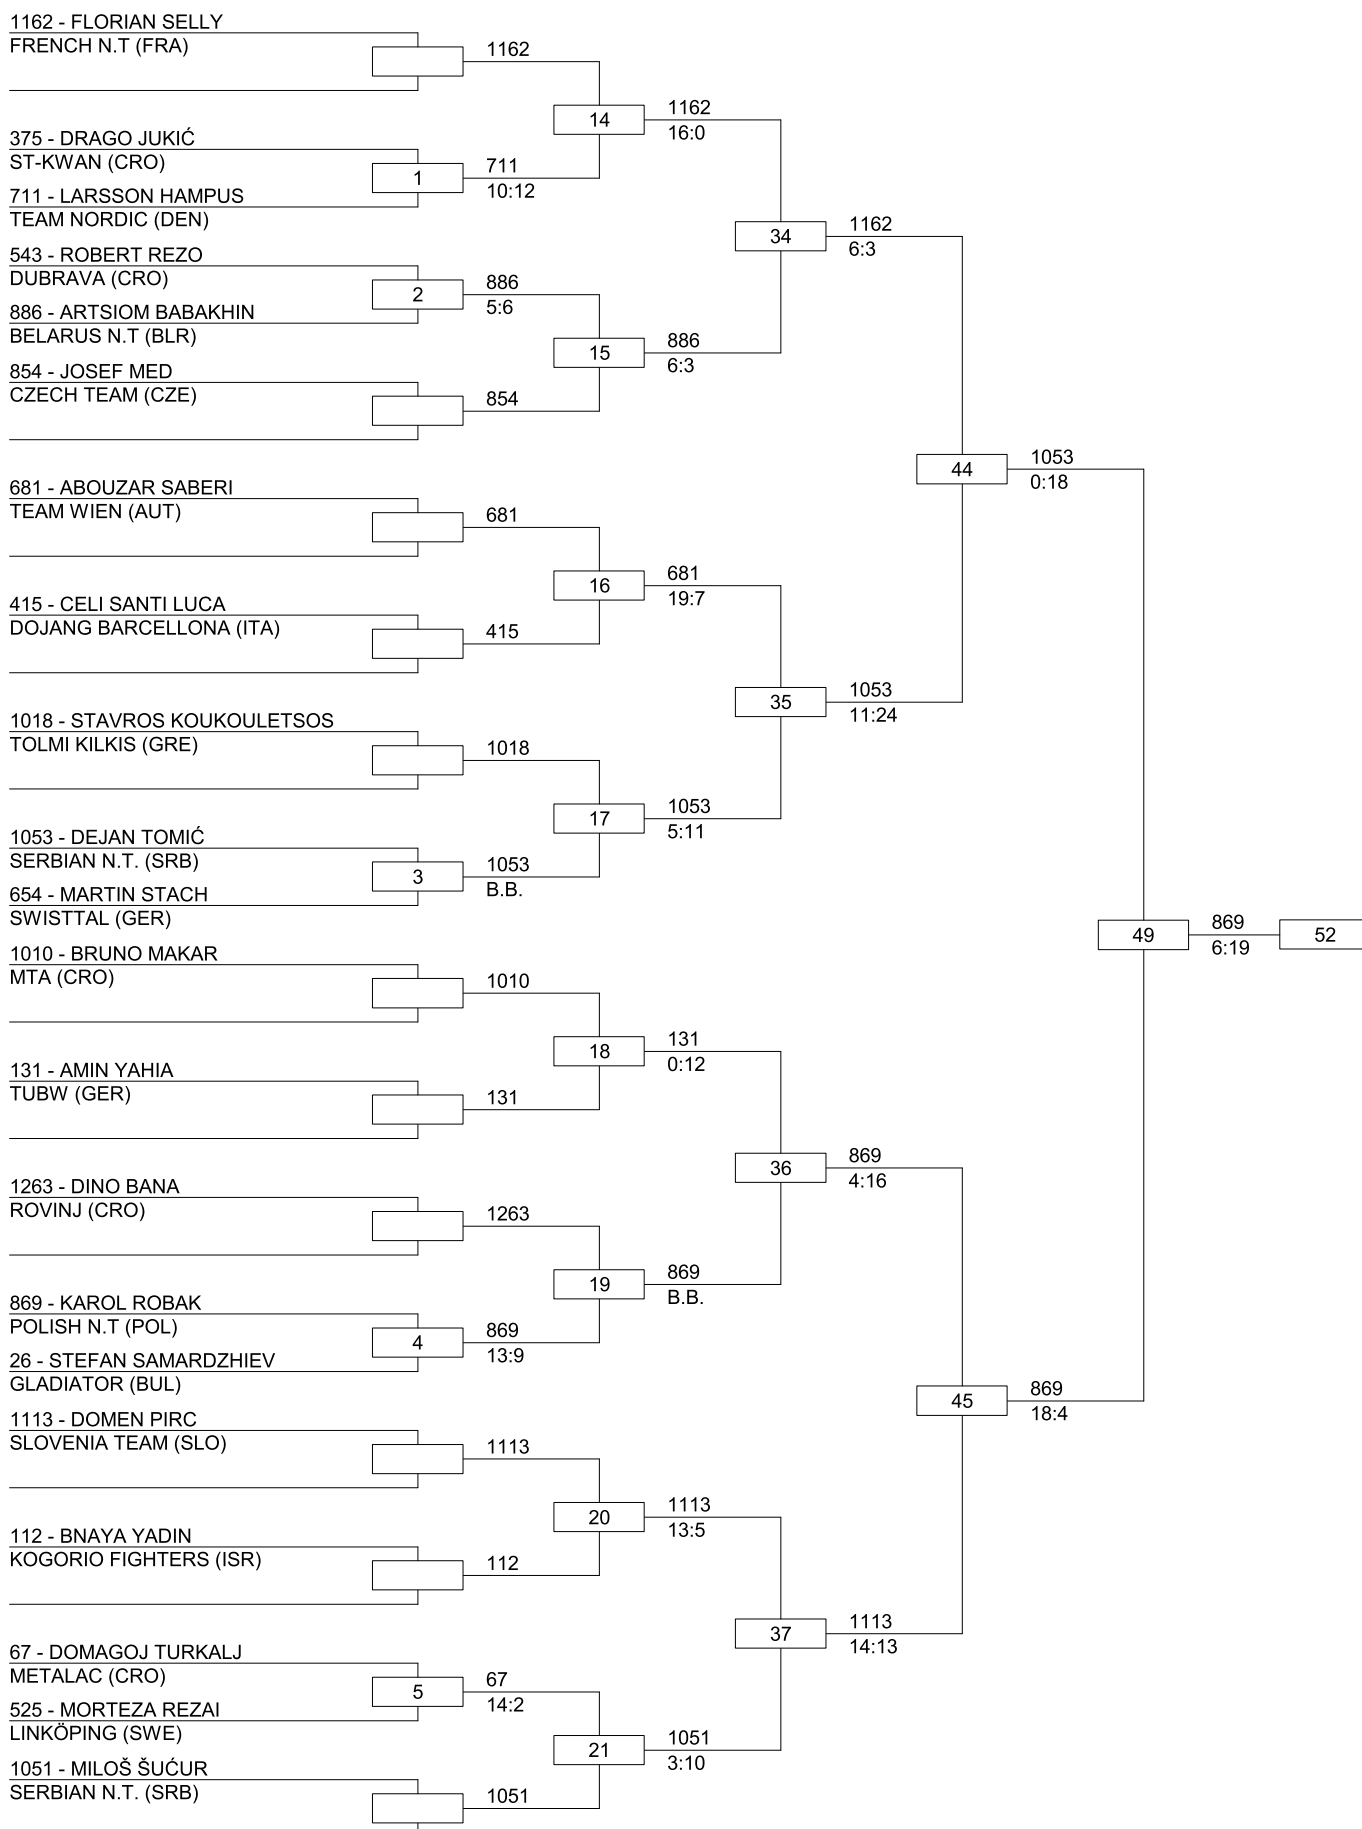 1162 - FLORIAN SELLY
FRENCH N.T (FRA)
1162
14
1162
16:0
375 - DRAGO JUKIĆ
ST-KWAN (CRO)
1
711
10:12
711 - LARSSON HAMPUS
TEAM NORDIC (DEN)
34
1162
6:3
543 - ROBERT REZO
DUBRAVA (CRO)
2
886
5:6
886 - ARTSIOM BABAKHIN
BELARUS N.T (BLR)
15
886
6:3
854 - JOSEF MED
CZECH TEAM (CZE)
854
44
1053
0:18
681 - ABOUZAR SABERI
TEAM WIEN (AUT)
681
16
681
19:7
415 - CELI SANTI LUCA
DOJANG BARCELLONA (ITA)
415
35
1053
11:24
1018 - STAVROS KOUKOULETSOS
TOLMI KILKIS (GRE)
1018
17
1053
5:11
1053 - DEJAN TOMIĆ
SERBIAN N.T. (SRB)
3
1053
B.B.
654 - MARTIN STACH
SWISTTAL (GER)
49
869
6:19
52
1010 - BRUNO MAKAR
MTA (CRO)
1010
18
131
0:12
131 - AMIN YAHIA
TUBW (GER)
131
36
869
4:16
1263 - DINO BANA
ROVINJ (CRO)
1263
19
869
B.B.
869 - KAROL ROBAK
POLISH N.T (POL)
4
869
13:9
26 - STEFAN SAMARDZHIEV
GLADIATOR (BUL)
45
869
18:4
1113 - DOMEN PIRC
SLOVENIA TEAM (SLO)
1113
20
1113
13:5
112 - BNAYA YADIN
KOGORIO FIGHTERS (ISR)
112
37
1113
14:13
67 - DOMAGOJ TURKALJ
METALAC (CRO)
5
67
14:2
525 - MORTEZA REZAI
LINKÖPING (SWE)
21
1051
3:10
1051 - MILOŠ ŠUĆUR
SERBIAN N.T. (SRB)
1051